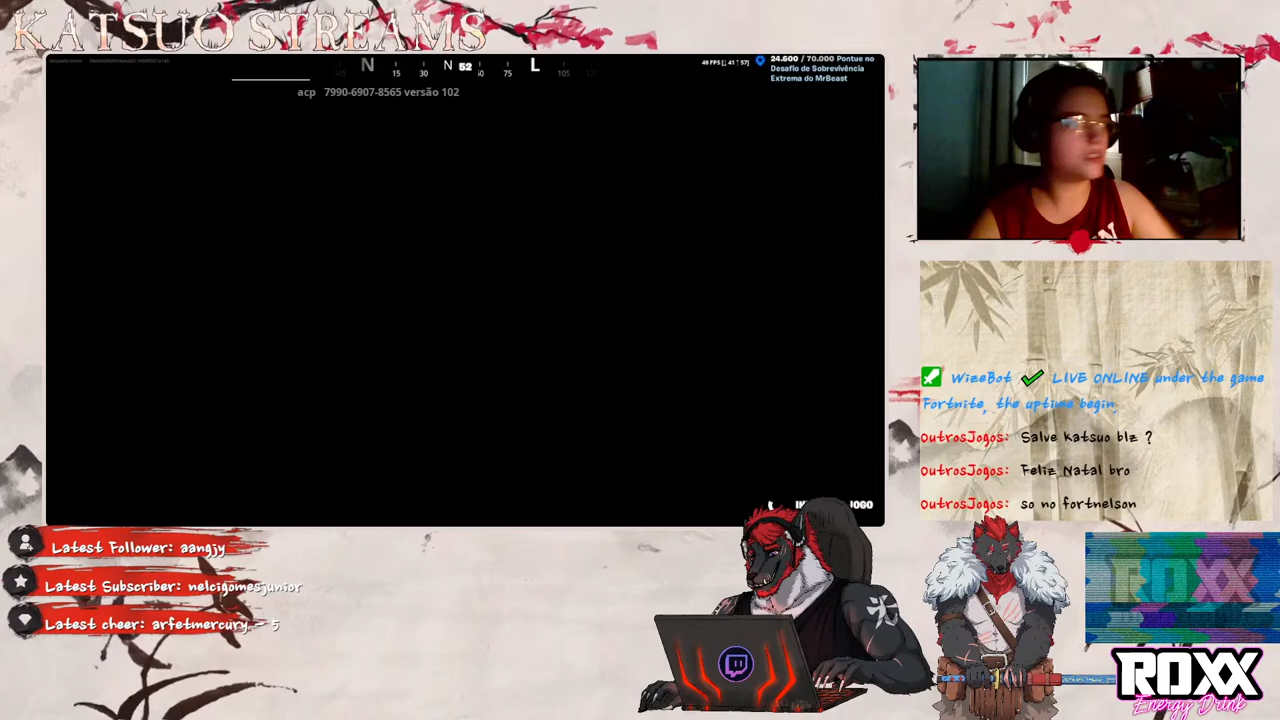 KATSUO STREAMS
N 15 30 N 52 60 75 L 105
acp 7990-6907-8565 versão 102
24.600 / 70.000 Pontue no
Desafio de Sobrevivência
Extrema do MrBeast
WizeBot LIVE ONLINE under the game
Fortnite, the uptime begin.
OutrosJogos: Salve Katsuo blz ?
OutrosJogos: Feliz Natal bro
OutrosJogos: so no fortnelson
Latest Follower: aangjy
Latest Subscriber: nelcigomesjunior
Latest cheer: arfetmercury - 5
ROXX
ROXX
Energy Drink